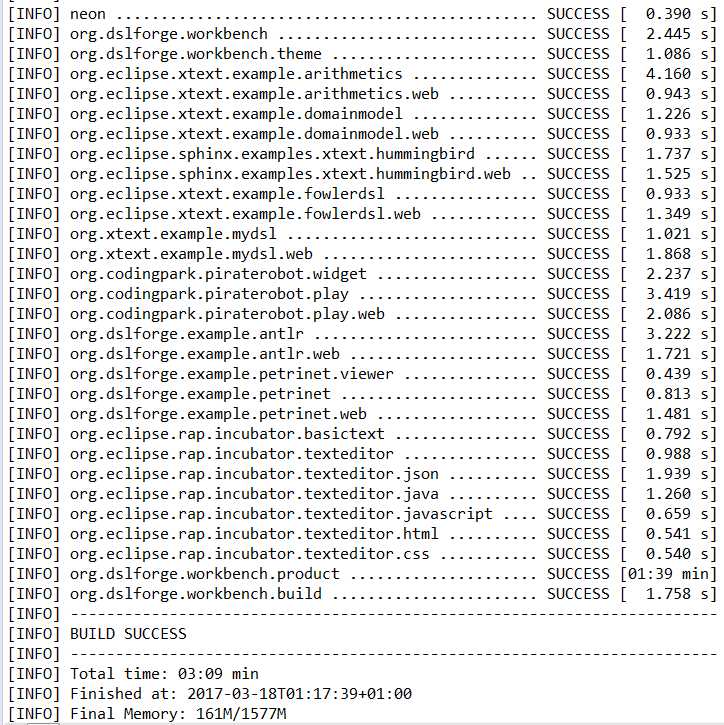 [INFO] neon .............................................. SUCCESS [  0.390 s]
[INFO] org.dslforge.workbench ............................ SUCCESS [  2.445 s]
[INFO] org.dslforge.workbench.theme ...................... SUCCESS [  1.086 s]
[INFO] org.eclipse.xtext.example.arithmetics ............. SUCCESS [  4.160 s]
[INFO] org.eclipse.xtext.example.arithmetics.web ......... SUCCESS [  0.943 s]
[INFO] org.eclipse.xtext.example.domainmodel ............. SUCCESS [  1.226 s]
[INFO] org.eclipse.xtext.example.domainmodel.web ......... SUCCESS [  0.933 s]
[INFO] org.eclipse.sphinx.examples.xtext.hummingbird ..... SUCCESS [  1.737 s]
[INFO] org.eclipse.sphinx.examples.xtext.hummingbird.web . SUCCESS [  1.525 s]
[INFO] org.eclipse.xtext.example.fowlerdsl ............... SUCCESS [  0.933 s]
[INFO] org.eclipse.xtext.example.fowlerdsl.web ........... SUCCESS [  1.349 s]
[INFO] org.xtext.example.mydsl ........................... SUCCESS [  1.021 s]
[INFO] org.xtext.example.mydsl.web ....................... SUCCESS [  1.868 s]
[INFO] org.codingpark.piraterobot.widget ................. SUCCESS [  2.237 s]
[INFO] org.codingpark.piraterobot.play ................... SUCCESS [  3.419 s]
[INFO] org.codingpark.piraterobot.play.web ............... SUCCESS [  2.086 s]
[INFO] org.dslforge.example.antlr ........................ SUCCESS [  3.222 s]
[INFO] org.dslforge.example.antlr.web .................... SUCCESS [  1.721 s]
[INFO] org.dslforge.example.petrinet.viewer .............. SUCCESS [  0.439 s]
[INFO] org.dslforge.example.petrinet ..................... SUCCESS [  0.813 s]
[INFO] org.dslforge.example.petrinet.web ................. SUCCESS [  1.481 s]
[INFO] org.eclipse.rap.incubator.basictext ............... SUCCESS [  0.792 s]
[INFO] org.eclipse.rap.incubator.texteditor .............. SUCCESS [  0.988 s]
[INFO] org.eclipse.rap.incubator.texteditor.json ......... SUCCESS [  1.939 s]
[INFO] org.eclipse.rap.incubator.texteditor.java ......... SUCCESS [  1.260 s]
[INFO] org.eclipse.rap.incubator.texteditor.javascript ... SUCCESS [  0.659 s]
[INFO] org.eclipse.rap.incubator.texteditor.html ......... SUCCESS [  0.541 s]
[INFO] org.eclipse.rap.incubator.texteditor.css .......... SUCCESS [  0.540 s]
[INFO] org.dslforge.workbench.product .................... SUCCESS [01:39 min]
[INFO] org.dslforge.workbench.build ...................... SUCCESS [  1.758 s]
[INFO] ------------------------------------------------------------------------
[INFO] BUILD SUCCESS
[INFO] ------------------------------------------------------------------------
[INFO] Total time: 03:09 min
[INFO] Finished at: 2017-03-18T01:17:39+01:00
[INFO] Final Memory: 161M/1577M